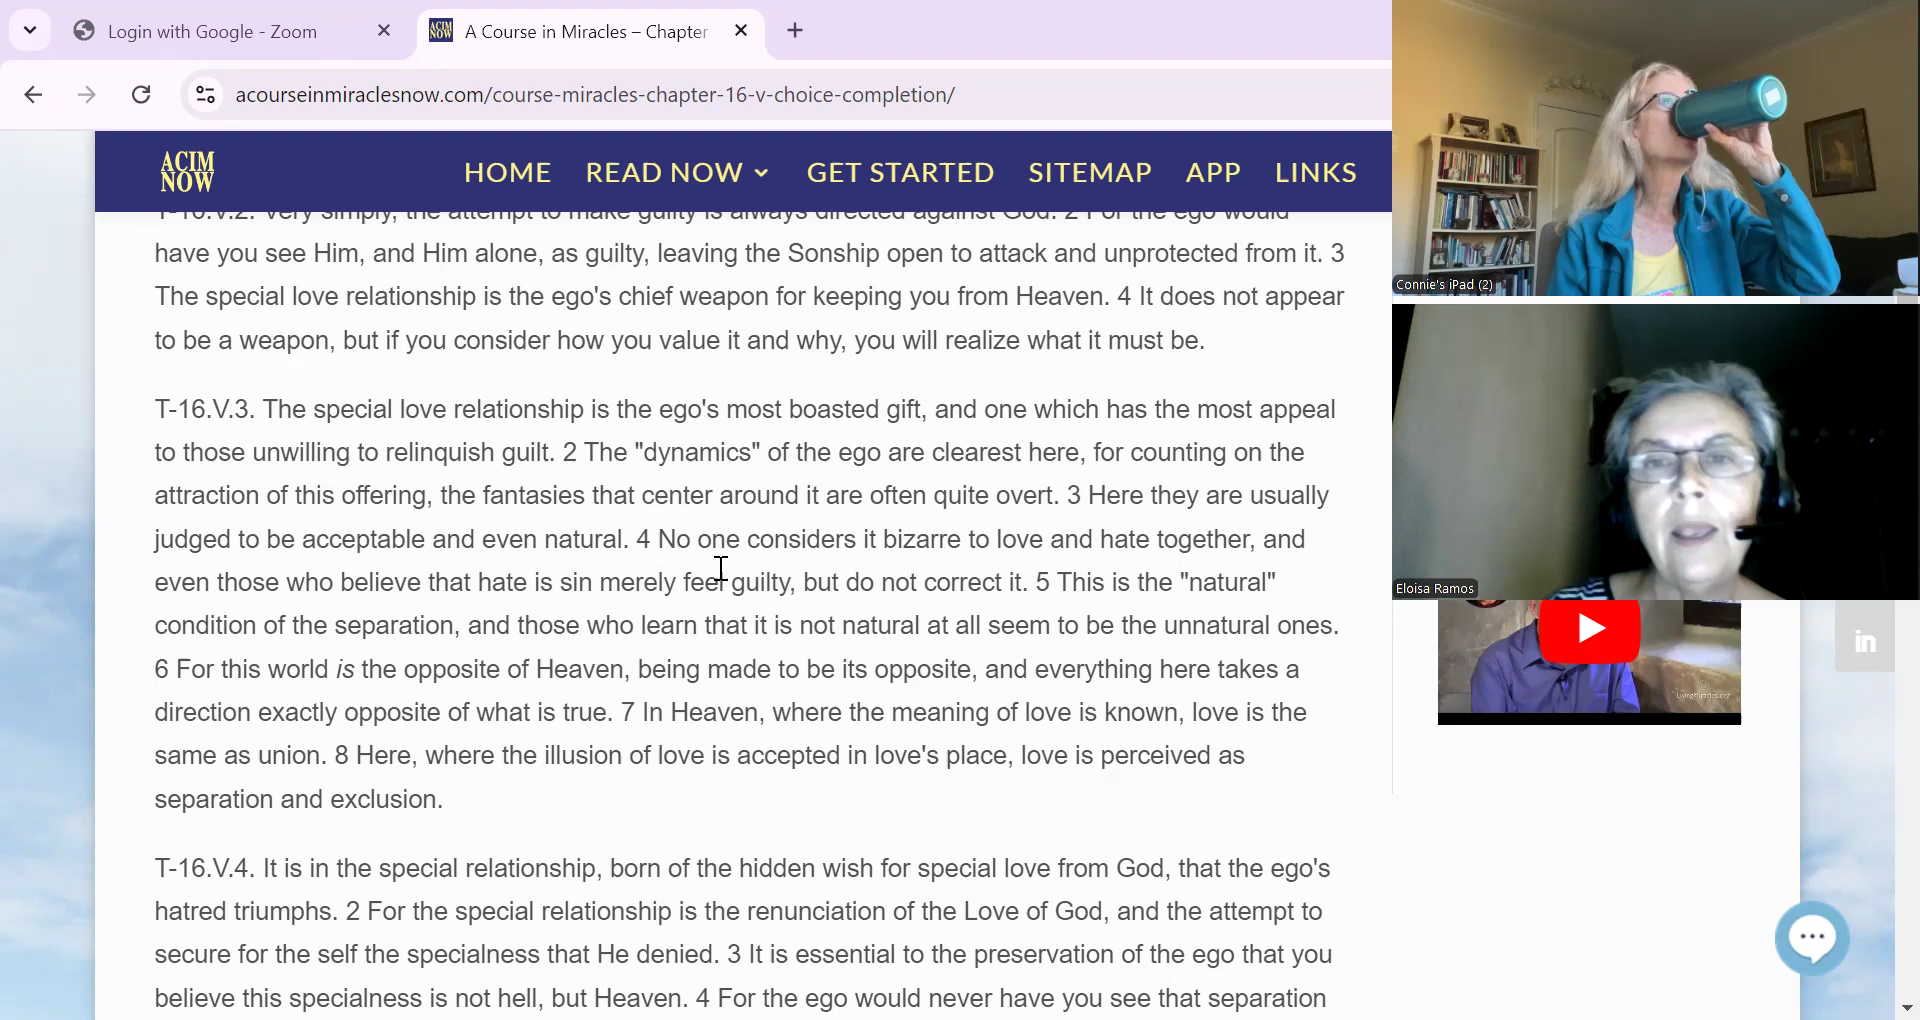 Login with Google - Zoom
A Course in Miracles – Chapter
acourseinmiraclesnow.com/course-miracles-chapter-16-v-choice-completion/
ACIM
NOW
HOME READ NOW GET STARTED SITEMAP APP LINKS
T-16.V.2. Very simply, the attempt to make guilty is always directed against God. 2 For the ego would
have you see Him, and Him alone, as guilty, leaving the Sonship open to attack and unprotected from it. 3
The special love relationship is the ego's chief weapon for keeping you from Heaven. 4 It does not appear
to be a weapon, but if you consider how you value it and why, you will realize what it must be.
T-16.V.3. The special love relationship is the ego's most boasted gift, and one which has the most appeal
to those unwilling to relinquish guilt. 2 The "dynamics" of the ego are clearest here, for counting on the
attraction of this offering, the fantasies that center around it are often quite overt. 3 Here they are usually
judged to be acceptable and even natural. 4 No one considers it bizarre to love and hate together, and
even those who believe that hate is sin merely feel guilty, but do not correct it. 5 This is the "natural"
condition of the separation, and those who learn that it is not natural at all seem to be the unnatural ones.
6 For this world is the opposite of Heaven, being made to be its opposite, and everything here takes a
direction exactly opposite of what is true. 7 In Heaven, where the meaning of love is known, love is the
same as union. 8 Here, where the illusion of love is accepted in love's place, love is perceived as
separation and exclusion.
T-16.V.4. It is in the special relationship, born of the hidden wish for special love from God, that the ego's
hatred triumphs. 2 For the special relationship is the renunciation of the Love of God, and the attempt to
secure for the self the specialness that He denied. 3 It is essential to the preservation of the ego that you
believe this specialness is not hell, but Heaven. 4 For the ego would never have you see that separation
Connie's iPad (2)
Eloisa Ramos
in